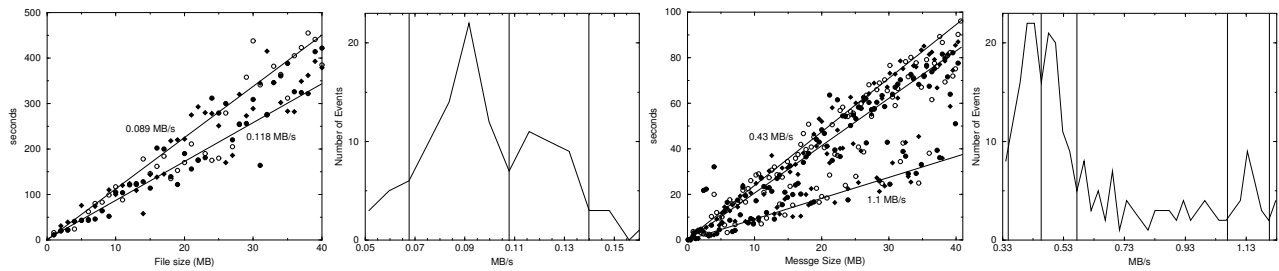 500
400
300
200
100
0
seconds
0.089 MB/s
0.118 MB/s
0 10 20 30 40
File size (MB)
20
10
0
Number of Events
0.05 0.07 0.09 0.11 0.13 0.15
MB/s
100
80
60
40
20
0
seconds
0.43 MB/s
1.1 MB/s
0 10 20 30 40
Messge Size (MB)
20
10
0
Number of Events
0.33 0.53 0.73 0.93 1.13
MB/s